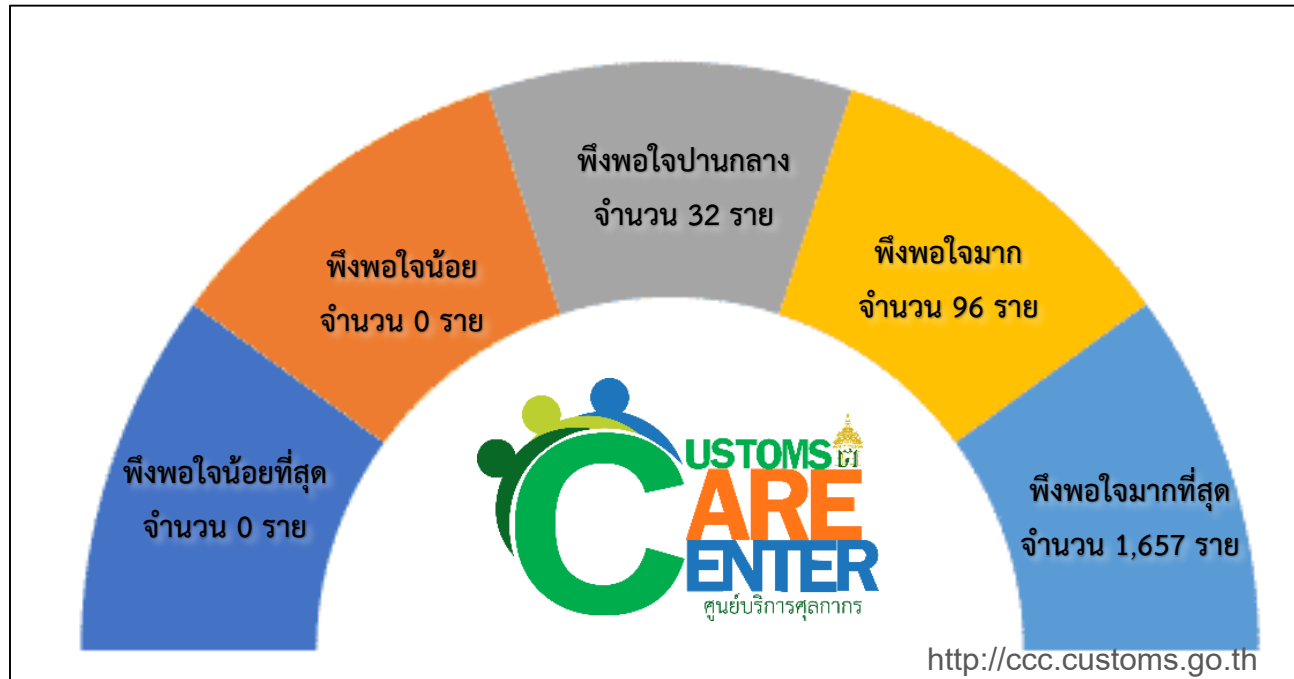 พึงพอใจปานกลาง
จำนวน 32 ราย
พึงพอใจน้อย
จำนวน 0 ราย
พึงพอใจมาก
จำนวน 96 ราย
พึงพอใจน้อยที่สุด
จำนวน 0 ราย
พึงพอใจมากที่สุด
จำนวน 1,657 ราย
CUSTOMS
CARE
CENTER
ศูนย์บริการศุลกากร
http://ccc.customs.go.th